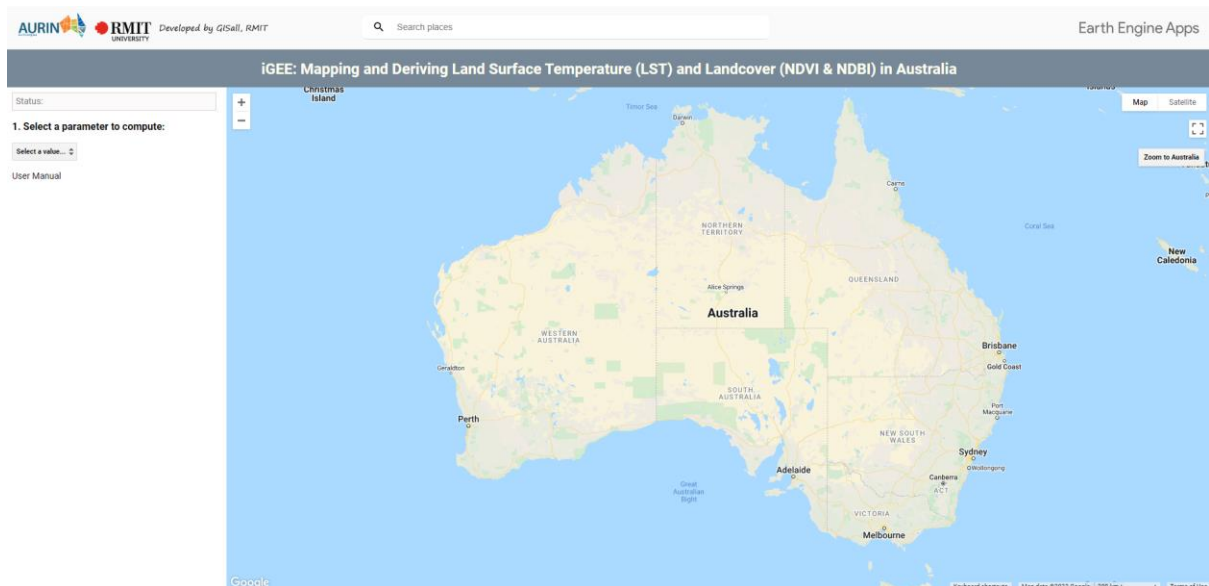 AURIN
RMIT
UNIVERSITY
Developed by GISall, RMIT
Search places
Earth Engine Apps
iGEE: Mapping and Deriving Land Surface Temperature (LST) and Landcover (NDVI & NDBI) in Australia
Status:
1. Select a parameter to compute:
Select a value...
User Manual
+
−
Christmas
Island
Timor Sea
Darwin
Map
Satellite
Zoom to Australia
Cairns
NORTHERN
TERRITORY
Coral Sea
New
Caledonia
QUEENSLAND
Alice Springs
Australia
WESTERN
AUSTRALIA
Brisbane
Gold Coast
Geraldton
SOUTH
AUSTRALIA
Port
Macquarie
Perth
NEW SOUTH
WALES
Sydney
Wollongong
Adelaide
Canberra
ACT
Great
Australian
Bight
VICTORIA
Melbourne
Google